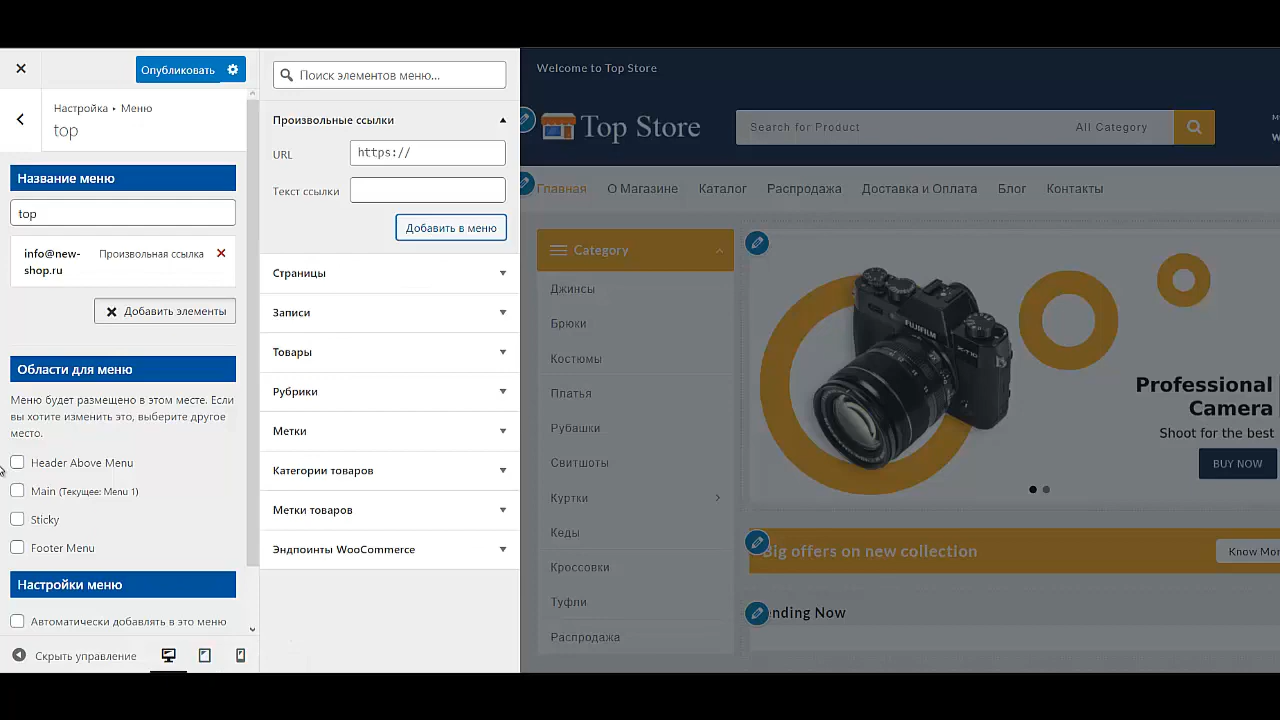 Опубликовать
Настройка ▸ Меню
top
Название меню
top
info@new-
shop.ru
Произвольная ссылка
Добавить элементы
Области для меню
Меню будет размещено в этом месте. Если
вы хотите изменить это, выберите другое
место.
Header Above Menu
Main (Текущее: Menu 1)
Sticky
Footer Menu
Настройки меню
Автоматически добавлять в это меню
Скрыть управление
Поиск элементов меню...
Произвольные ссылки
URL
https://
Текст ссылки
Добавить в меню
Страницы
Записи
Товары
Рубрики
Метки
Категории товаров
Метки товаров
Эндпоинты WooCommerce
Welcome to Top Store
Top Store
Search for Product
All Category
Главная
О Магазине
Каталог
Распродажа
Доставка и Оплата
Блог
Контакты
Category
Джинсы
Брюки
Костюмы
Платья
Рубашки
Свитшоты
Куртки
Кеды
Кроссовки
Туфли
Распродажа
FUJIFILM
X-T10
Professional
Camera
Shoot for the best
BUY NOW
Big offers on new collection
Know Mor
nding Now